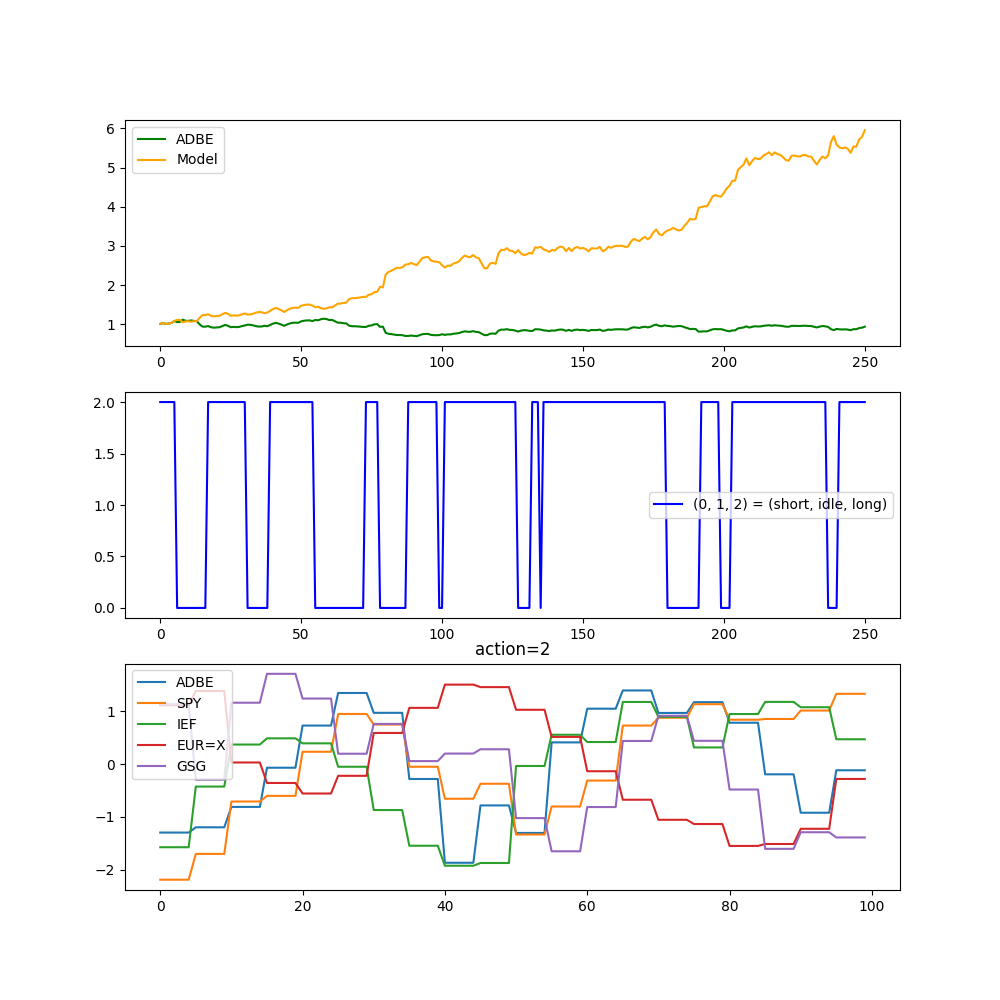 6
5
4
3
2
1
ADBE
Model
0 50 100 150 200 250
2.0
1.5
1.0
0.5
0.0
(0, 1, 2) = (short, idle, long)
0 50 100 150 200 250
action=2
1
0
−1
−2
ADBE
SPY
IEF
EUR=X
GSG
0 20 40 60 80 100